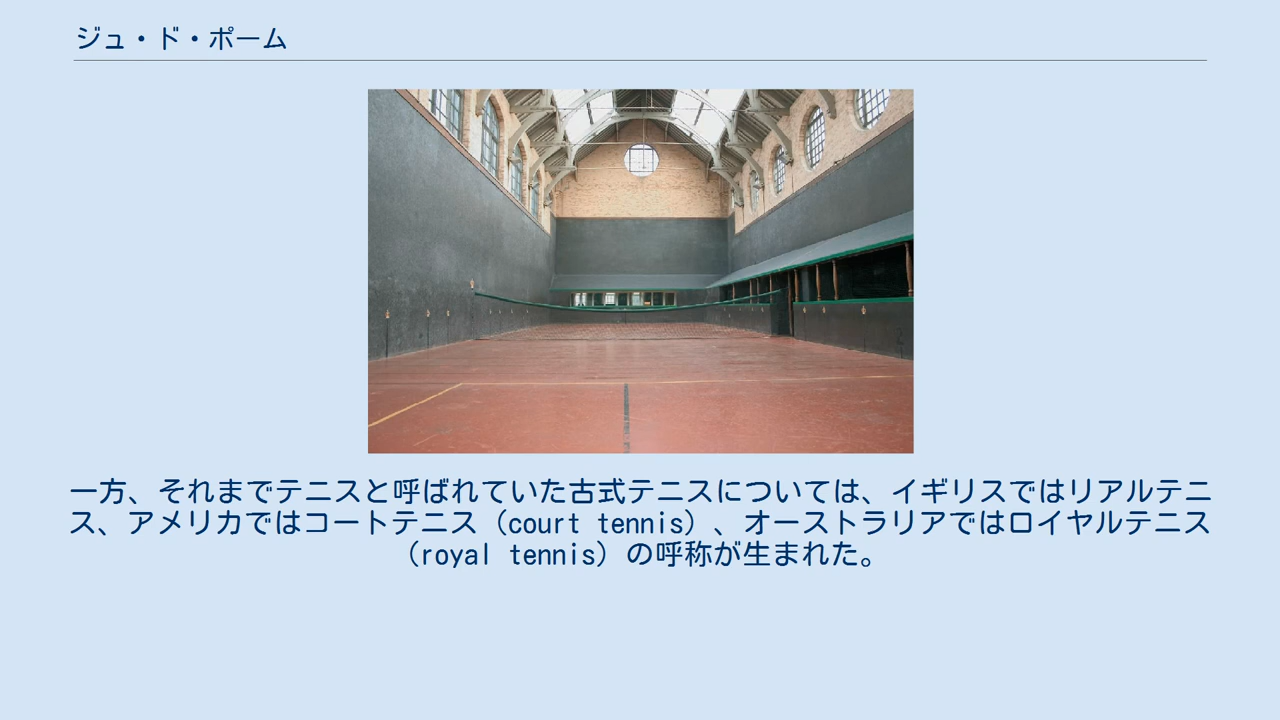 ジュ・ド・ポーム
一方、それまでテニスと呼ばれていた古式テニスについては、イギリスではリアルテニ
ス、アメリカではコートテニス（court tennis）、オーストラリアではロイヤルテニス
（royal tennis）の呼称が生まれた。